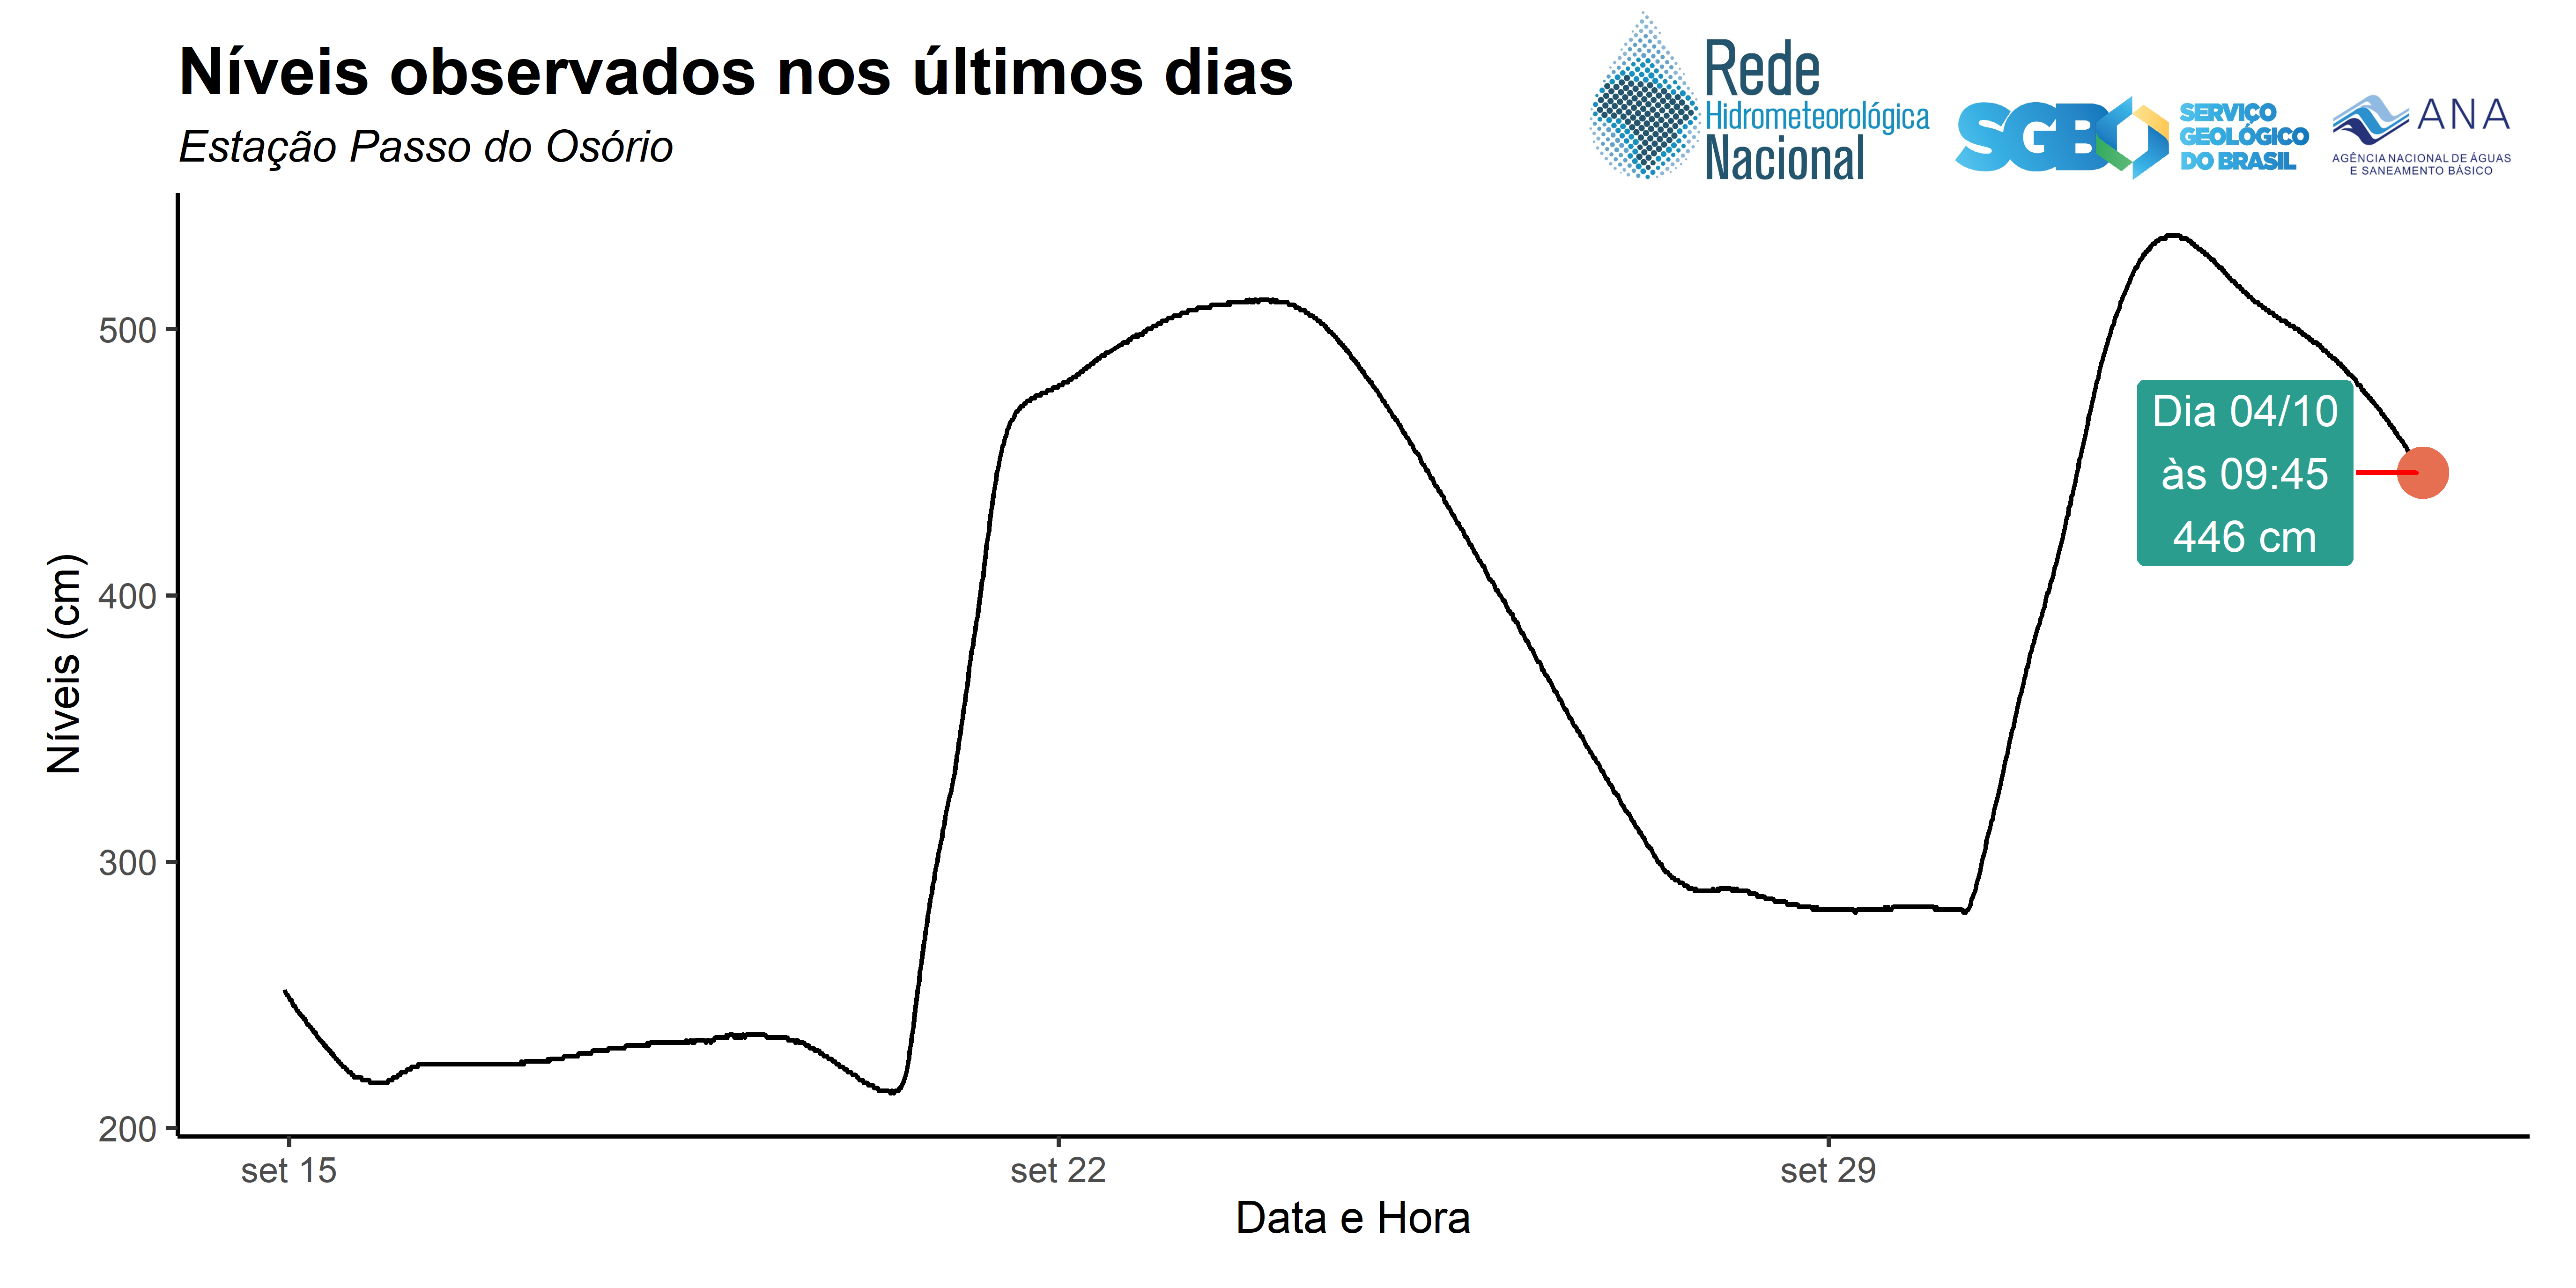 Níveis observados nos últimos dias
Estação Passo do Osório
Rede
Hidrometeorológica
Nacional
SGB
SERVIÇO
GEOLÓGICO
DO BRASIL
ANA
AGÊNCIA NACIONAL DE ÁGUAS
E SANEAMENTO BÁSICO
Níveis (cm)
500
400
300
200
Dia 04/10
às 09:45
446 cm
set 15
set 22
set 29
Data e Hora